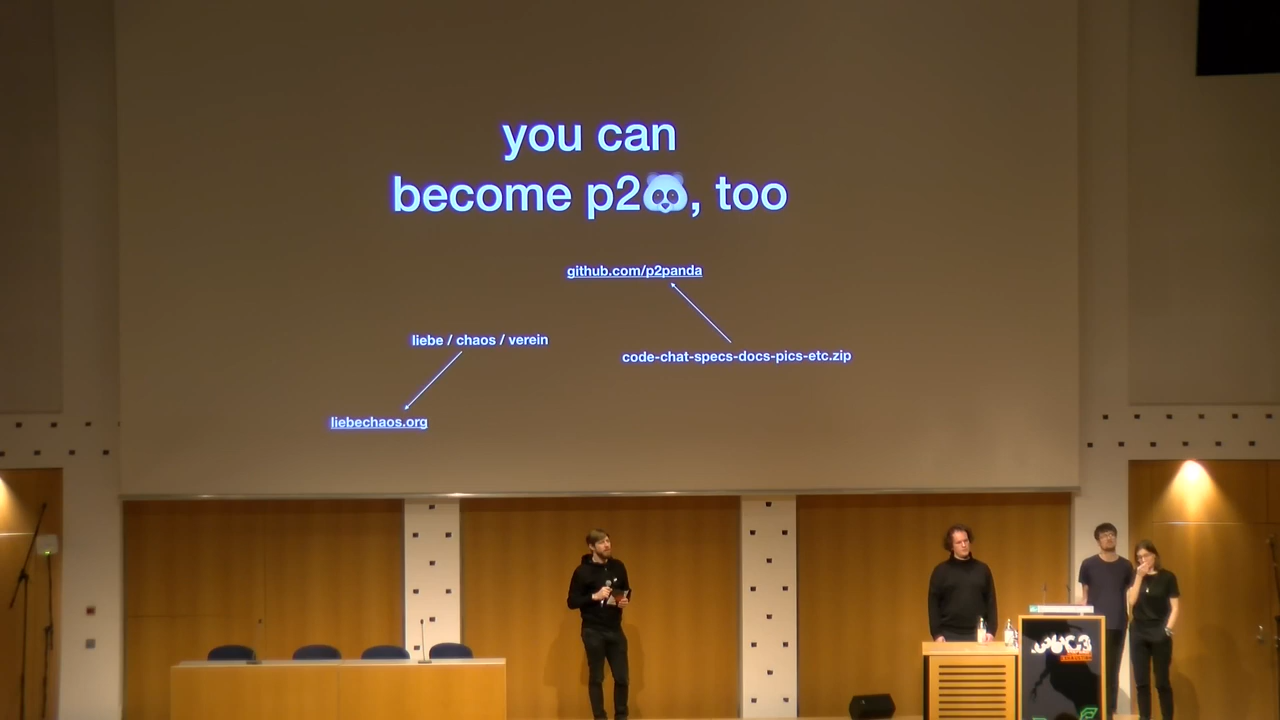 you can
become p2🐼, too
github.com/p2panda
liebe / chaos / verein
code-chat-specs-docs-pics-etc.zip
liebechaos.org